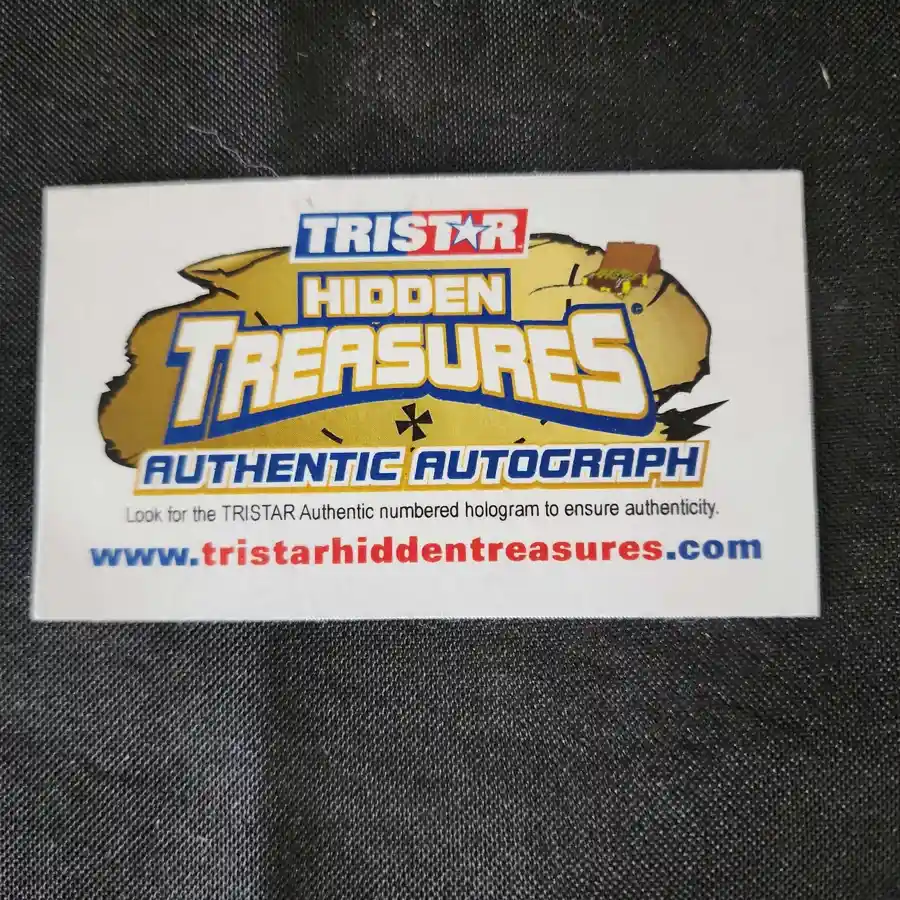 TRISTAR
HIDDEN
TREASURES
AUTHENTIC AUTOGRAPH
Look for the TRISTAR Authentic numbered hologram to ensure authenticity.
www.tristarhiddentreasures.com